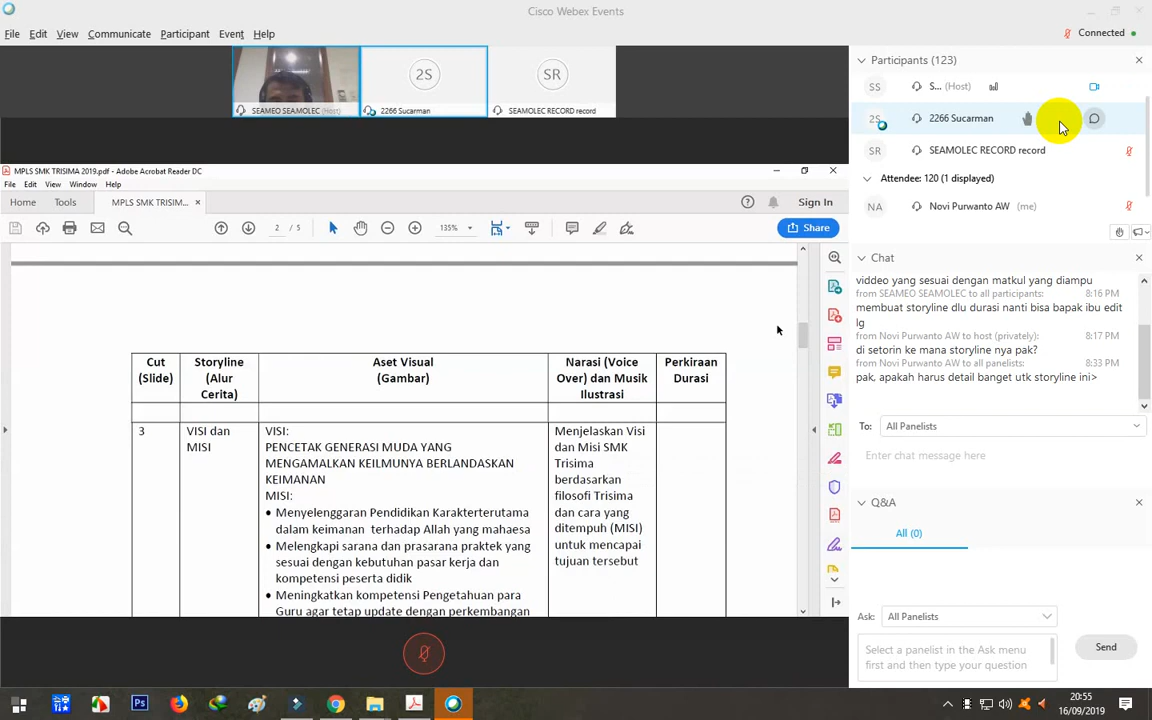 Cisco Webex Events
File Edit View Communicate Participant Event Help
Connected
SEAMEO SEAMOLEC (Host)
2S
2266 Sucarman
SR
SEAMOLEC RECORD record
MPLS SMK TRISIMA 2019.pdf - Adobe Acrobat Reader DC
File Edit View Window Help
Home Tools MPLS SMK TRISIM... × Sign In
2 / 5 135% Share
Cut (Slide)
Storyline (Alur Cerita)
Aset Visual (Gambar)
Narasi (Voice Over) dan Musik Ilustrasi
Perkiraan Durasi
3
VISI dan
MISI
VISI:
PENCETAK GENERASI MUDA YANG
MENGAMALKAN KEILMUNYA BERLANDASKAN
KEIMANAN
MISI:
• Menyelenggaran Pendidikan Karakterterutama
dalam keimanan terhadap Allah yang mahaesa
• Melengkapi sarana dan prasarana praktek yang
sesuai dengan kebutuhan pasar kerja dan
kompetensi peserta didik
• Meningkatkan kompetensi Pengetahuan para
Guru agar tetap update dengan perkembangan
Menjelaskan Visi
dan Misi SMK
Trisima
berdasarkan
filosofi Trisima
dan cara yang
ditempuh (MISI)
untuk mencapai
tujuan tersebut
Participants (123)
SS S... (Host)
2S 2266 Sucarman
SR SEAMOLEC RECORD record
Attendee: 120 (1 displayed)
NA Novi Purwanto AW (me)
Chat
viddeo yang sesuai dengan matkul yang diampu
from SEAMEO SEAMOLEC to all participants: 8:16 PM
membuat storyline dlu durasi nanti bisa bapak ibu edit
lg
from Novi Purwanto AW to host (privately): 8:17 PM
di setorin ke mana storyline nya pak?
from Novi Purwanto AW to all panelists: 8:33 PM
pak, apakah harus detail banget utk storyline ini>
To: All Panelists
Enter chat message here
Q&A
All (0)
Ask: All Panelists
Select a panelist in the Ask menu
first and then type your question
Send
Ps
20:55
16/09/2019